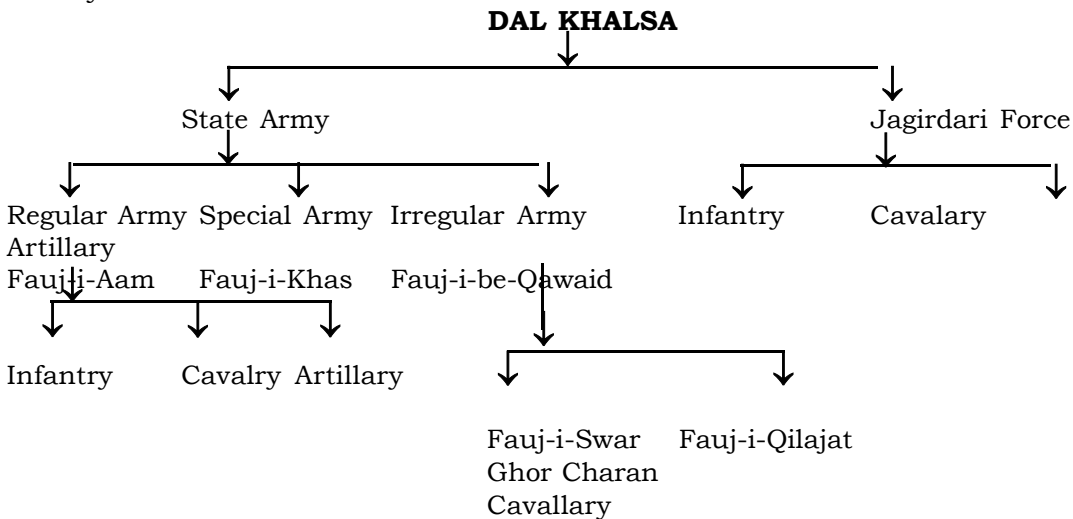 DAL KHALSA
State Army Jagirdari Force
Regular Army Special Army Irregular Army Infantry Cavalary
Artillary
Fauj-i-Aam Fauj-i-Khas Fauj-i-be-Qawaid
Infantry Cavalry Artillary
Fauj-i-Swar Fauj-i-Qilajat
Ghor Charan
Cavallary